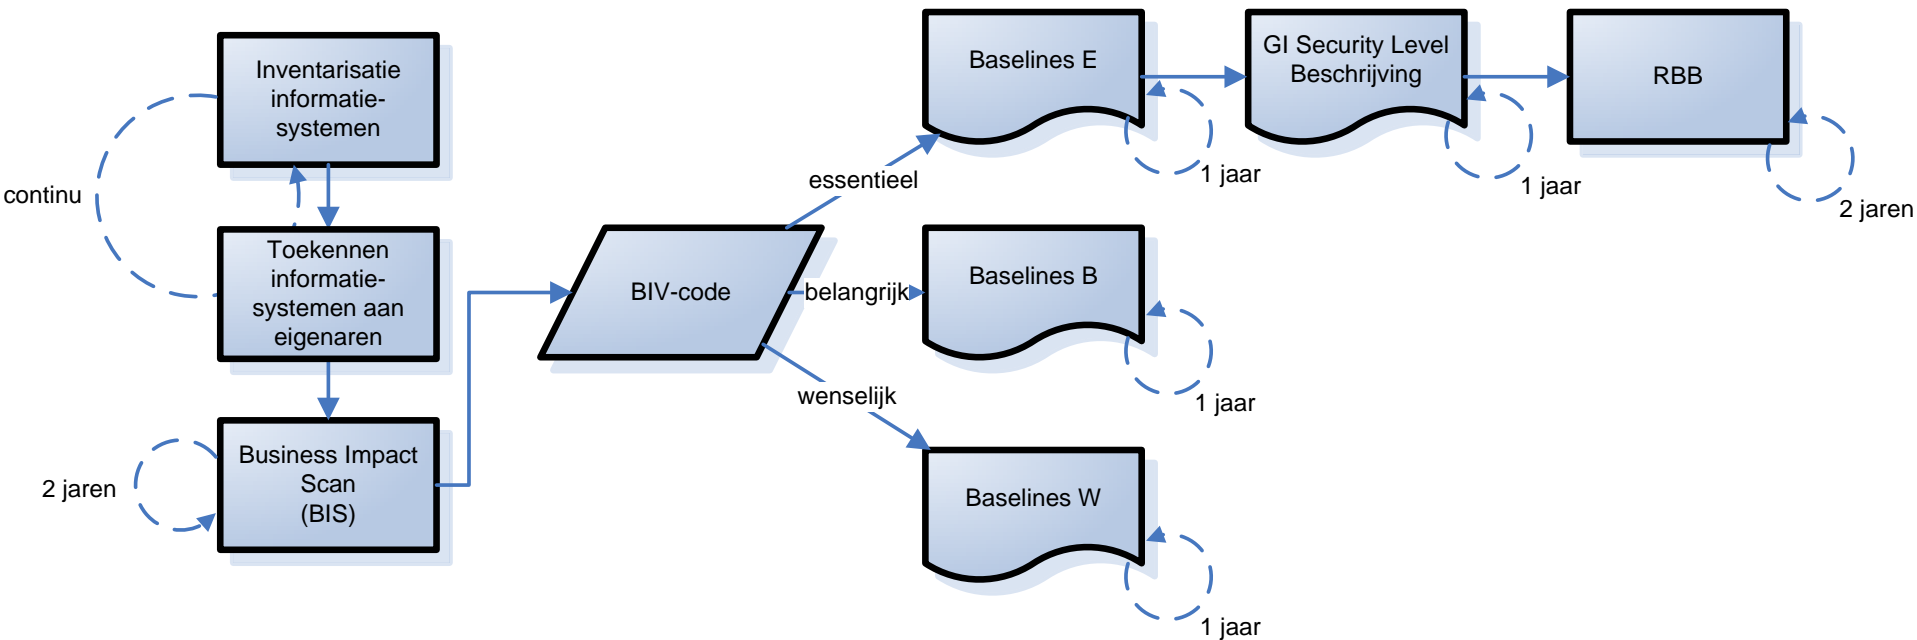 Inventarisatie
informatie-
systemen
continu
Toekennen
informatie-
systemen aan
eigenaren
Business Impact
Scan
(BIS)
2 jaren
BIV-code
essentieel
belangrijk
wenselijk
Baselines E
1 jaar
GI Security Level
Beschrijving
1 jaar
RBB
2 jaren
Baselines B
1 jaar
Baselines W
1 jaar